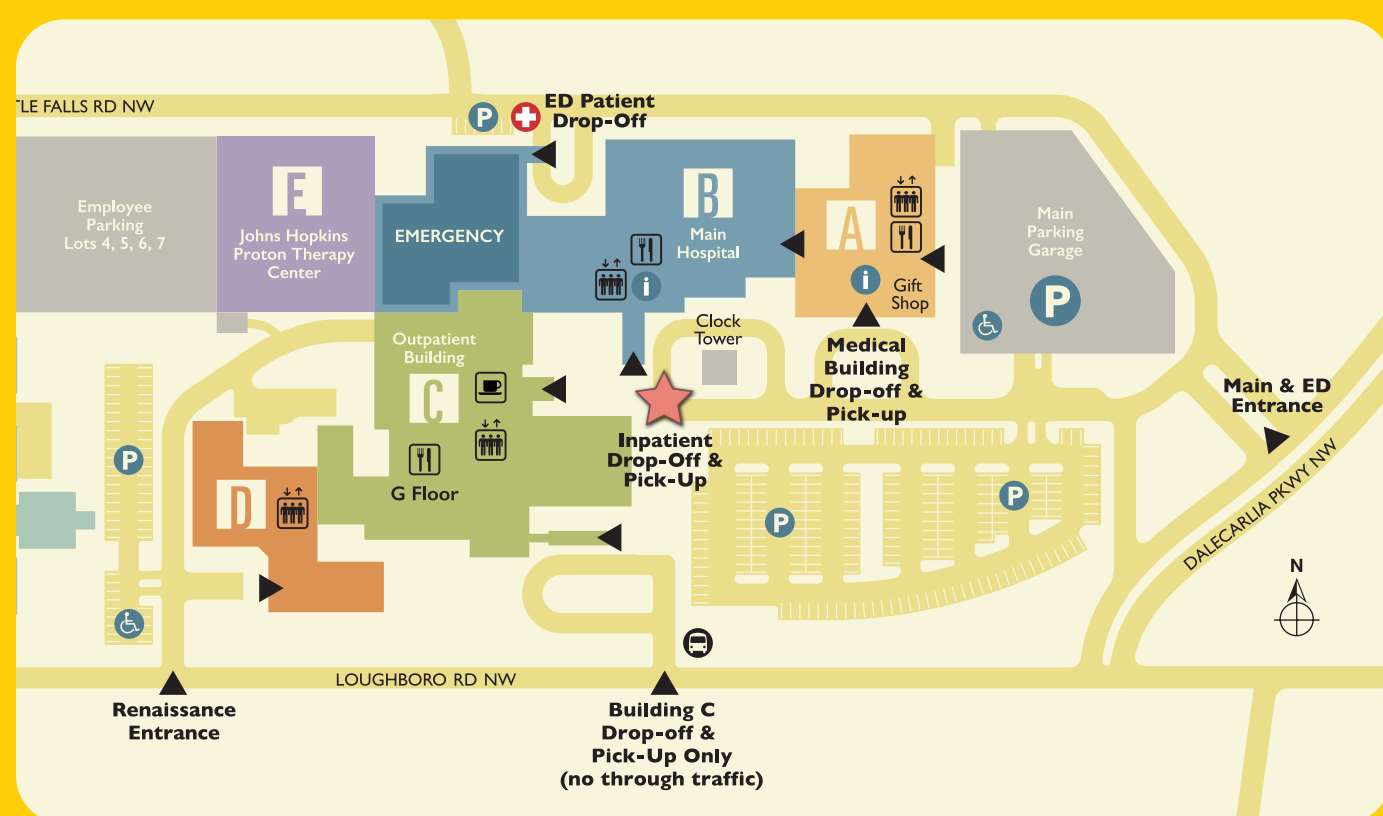 TLE FALLS RD NW
P
ED Patient
Drop-Off
Employee
Parking
Lots 4, 5, 6, 7
E
Johns Hopkins
Proton Therapy
Center
EMERGENCY
B
Main
Hospital
i
A
i
Gift
Shop
Main
Parking
Garage
P
Clock
Tower
Outpatient
Building
C
G Floor
Medical
Building
Drop-off &
Pick-up
Main & ED
Entrance
Inpatient
Drop-Off &
Pick-Up
P
D
P
P
DALECARLIA PKWY NW
N
LOUGHBORO RD NW
Renaissance
Entrance
Building C
Drop-off &
Pick-Up Only
(no through traffic)